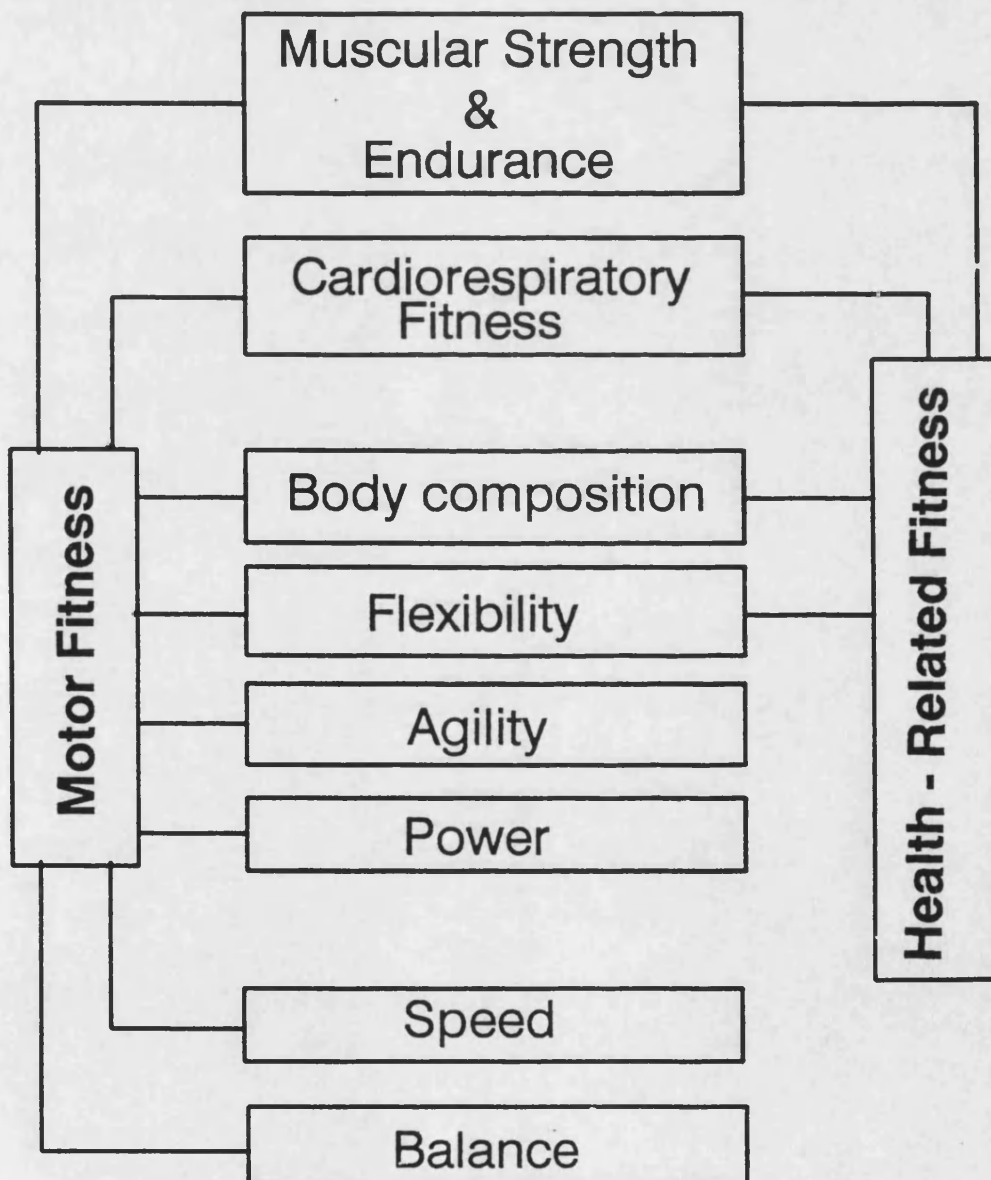 Muscular Strength
&
Endurance
Cardiorespiratory
Fitness
Body composition
Flexibility
Agility
Power
Speed
Balance
Motor Fitness
Health - Related Fitness